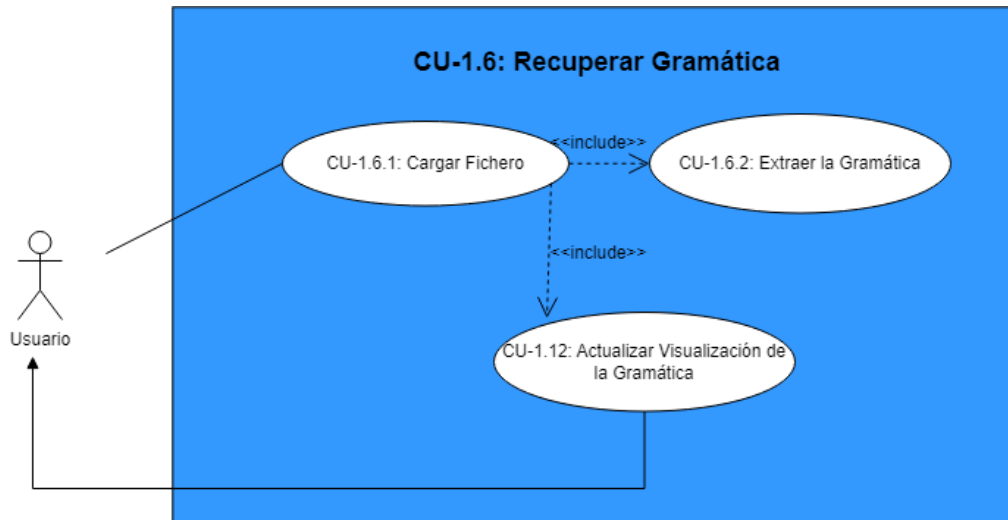 CU-1.6: Recuperar Gramática
<<include>>
CU-1.6.1: Cargar Fichero
CU-1.6.2: Extraer la Gramática
<<include>>
Usuario
CU-1.12: Actualizar Visualización de
la Gramática